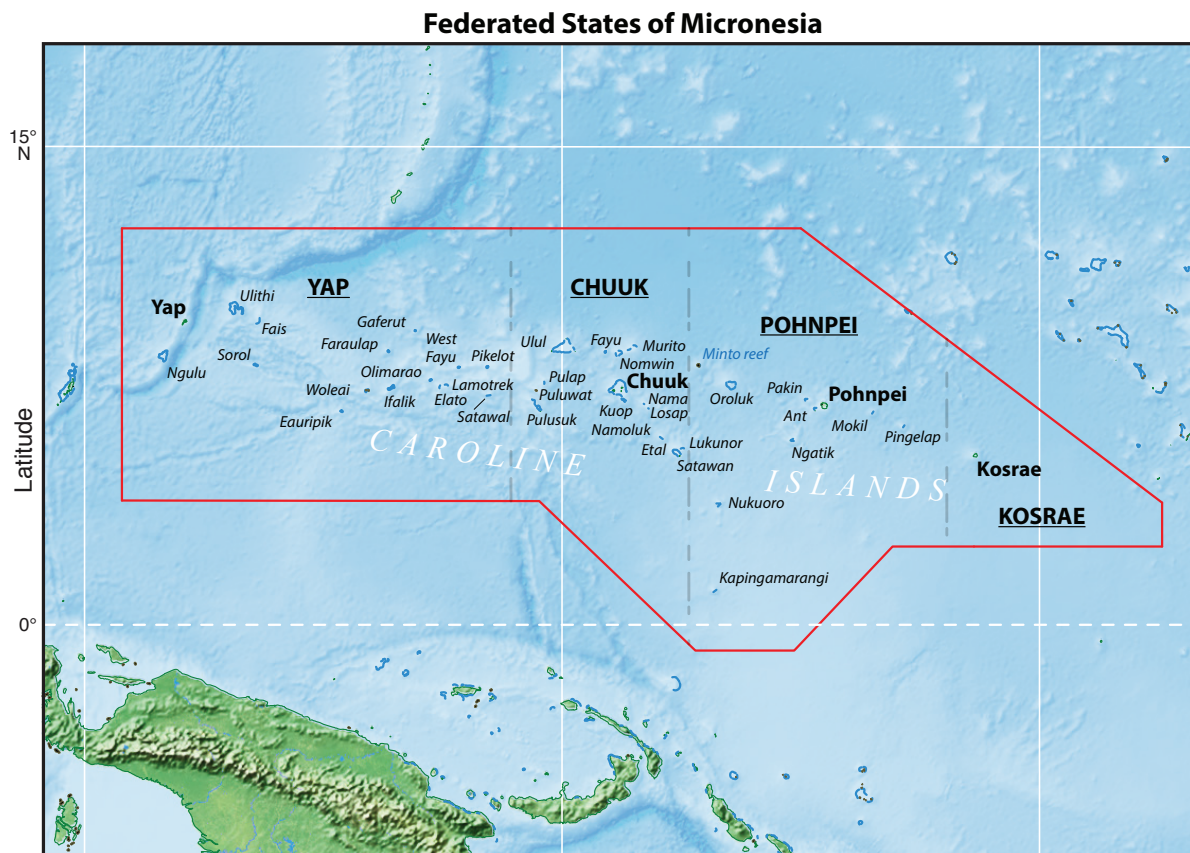 Federated States of Micronesia
15°
N
Latitude
0°
YAP
CHUUK
POHNPEI
KOSRAE
Yap
Ulithi
Fais
Ngulu
Sorol
Gaferut
Faraulap
West
Fayu
Pikelot
Olimarao
Woleai
Ifalik
Elato
Lamotrek
Satawal
Eauripik
Ulul
Fayu
Murito
Nomwin
Pulap
Puluwat
Pulusuk
Chuuk
Kuop
Nama
Losap
Namoluk
Etal
Lukunor
Satawan
Minto reef
Oroluk
Pakin
Pohnpei
Ant
Mokil
Pingelap
Ngatik
Kosrae
Nukuoro
Kapingamarangi
CAROLINE
ISLANDS